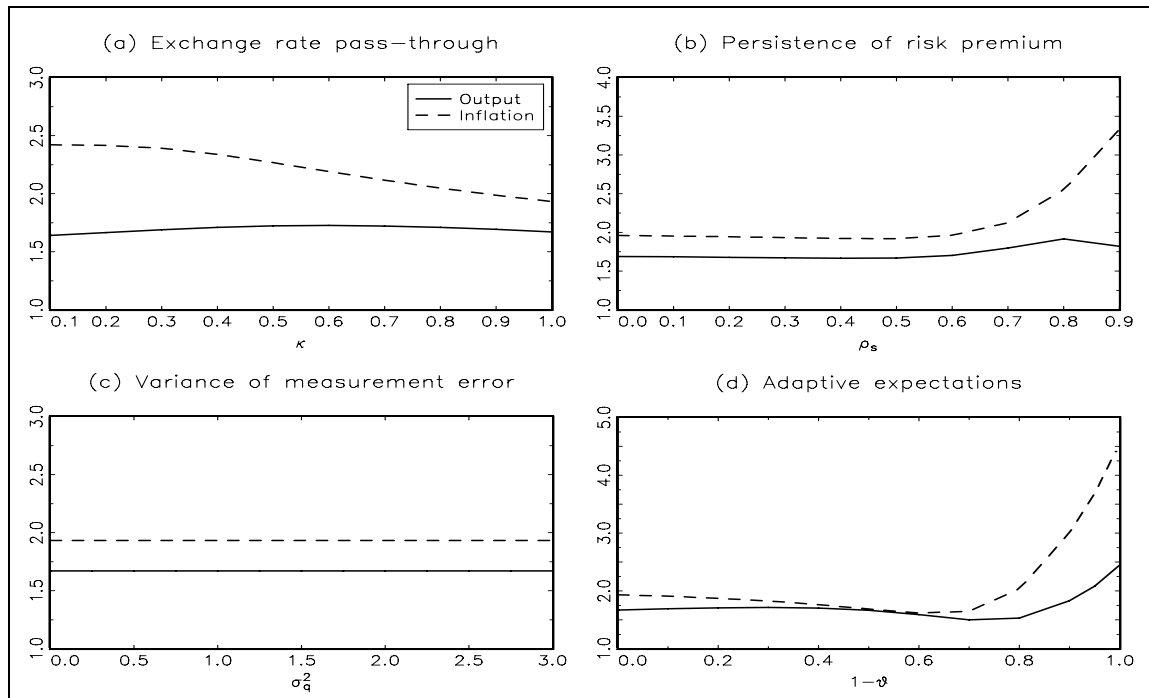 (a) Exchange rate pass-through
3.0
2.5
2.0
1.5
1.0
Output
Inflation
0.1 0.2 0.3 0.4 0.5 0.6 0.7 0.8 0.9 1.0
κ
(b) Persistence of risk premium
4.0
3.5
3.0
2.5
2.0
1.5
1.0
0.0 0.1 0.2 0.3 0.4 0.5 0.6 0.7 0.8 0.9
ρs
(c) Variance of measurement error
3.0
2.5
2.0
1.5
1.0
0.0 0.5 1.0 1.5 2.0 2.5 3.0
σ²q
(d) Adaptive expectations
5.0
4.0
3.0
2.0
1.0
0.0 0.2 0.4 0.6 0.8 1.0
1-ϑ